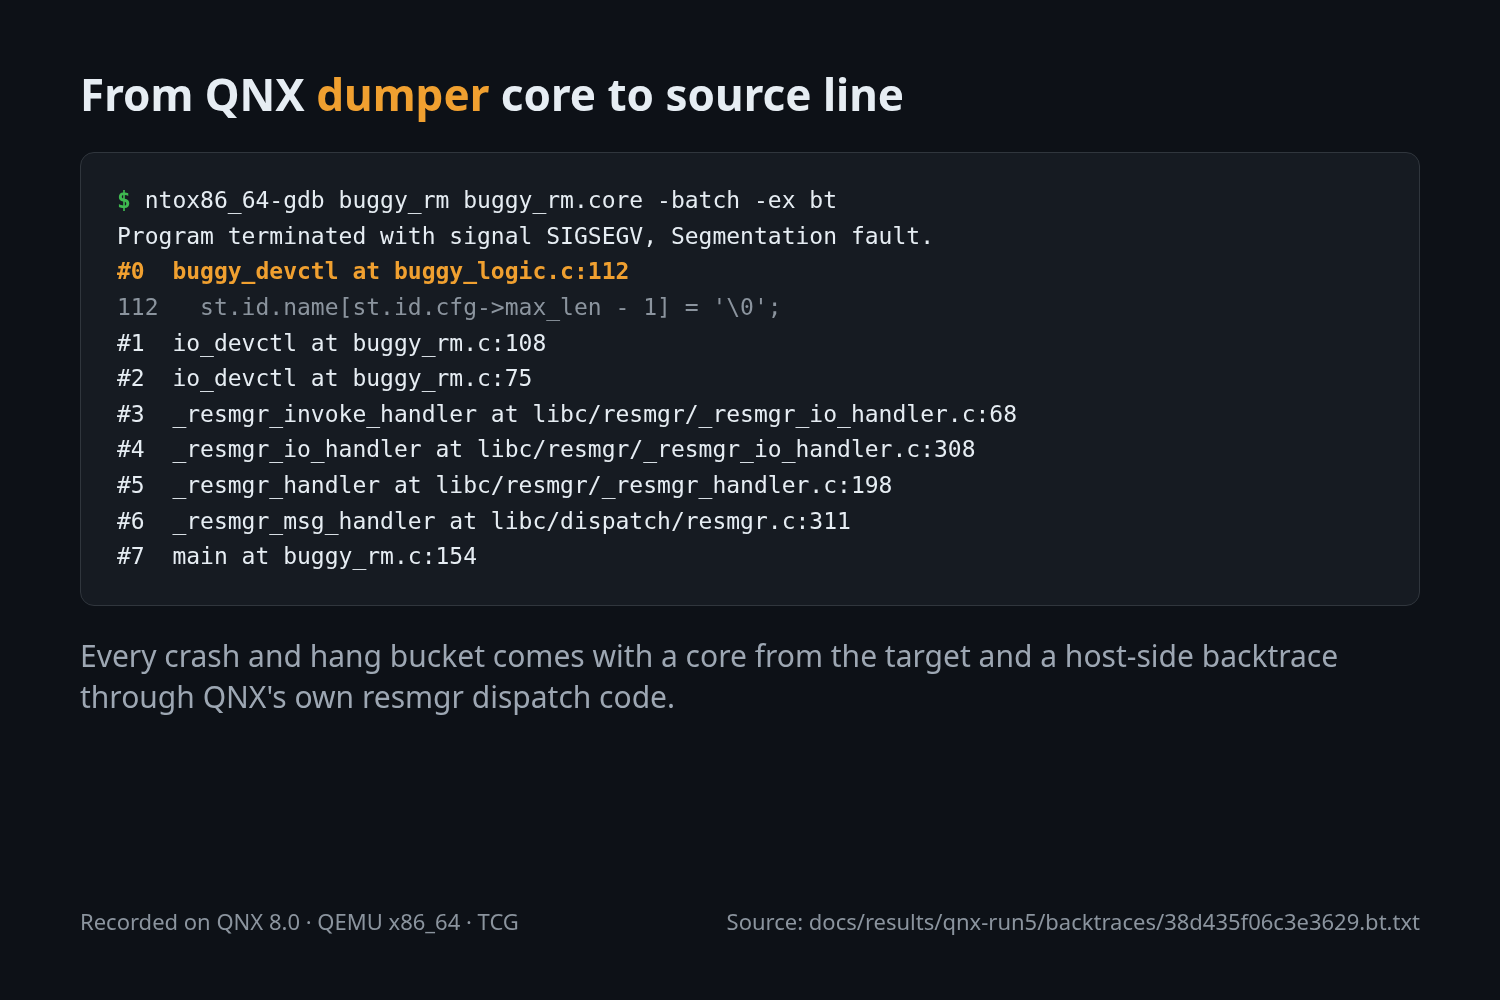 From QNX dumper core to source line
$ ntox86_64-gdb buggy_rm buggy_rm.core -batch -ex bt
Program terminated with signal SIGSEGV, Segmentation fault.
#0  buggy_devctl at buggy_logic.c:112
112   st.id.name[st.id.cfg->max_len - 1] = '\0';
#1  io_devctl at buggy_rm.c:108
#2  io_devctl at buggy_rm.c:75
#3  _resmgr_invoke_handler at libc/resmgr/_resmgr_io_handler.c:68
#4  _resmgr_io_handler at libc/resmgr/_resmgr_io_handler.c:308
#5  _resmgr_handler at libc/resmgr/_resmgr_handler.c:198
#6  _resmgr_msg_handler at libc/dispatch/resmgr.c:311
#7  main at buggy_rm.c:154
Every crash and hang bucket comes with a core from the target and a host-side backtrace
through QNX's own resmgr dispatch code.
Recorded on QNX 8.0 · QEMU x86_64 · TCG
Source: docs/results/qnx-run5/backtraces/38d435f06c3e3629.bt.txt